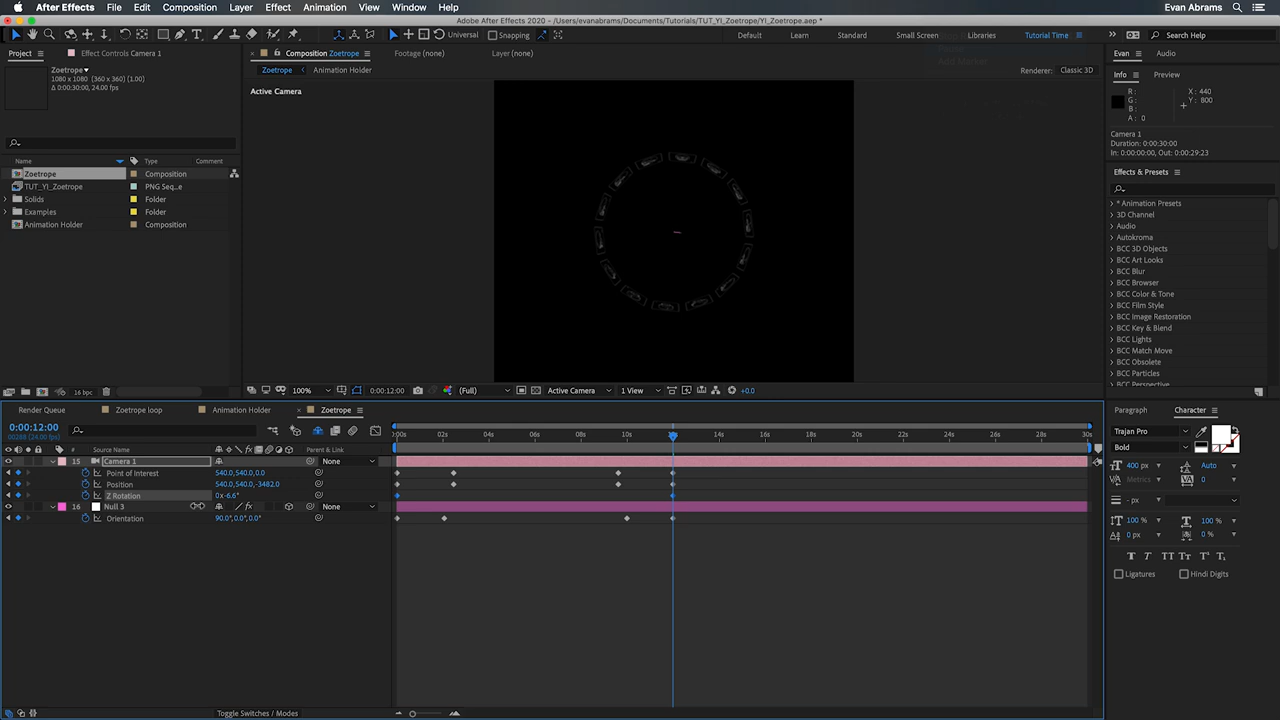 After Effects File Edit Composition Layer Effect Animation View Window Help Evan Abrams
Adobe After Effects 2020 - /Users/evanabrams/Documents/Tutorials/TUT_YI_Zoetrope/YI_Zoetrope.aep *
Universal Snapping Default Learn Standard Small Screen Libraries Tutorial Time Search Help
Project Effect Controls Camera 1 Composition Zoetrope Footage (none) Layer (none) Evan Audio
Zoetrope Animation Holder Renderer: Classic 3D
Zoetrope▾
1080 x 1080 (360 x 360) (1.00)
Δ 0:00:30:00, 24.00 fps)
Active Camera
Info Preview
R: X: 440
G: Y: 800
B:
A: 0
Camera 1
Duration: 0:00:30:00
In: 0:00:00:00, Out: 0:00:29:23
Name Type Comment
Zoetrope Composition
TUT_YI_Zoetrope PNG Seq...e
Solids Folder
Examples Folder
Animation Holder Composition
Effects & Presets
* Animation Presets
3D Channel
Audio
Autokroma
BCC 3D Objects
BCC Art Looks
BCC Blur
BCC Browser
BCC Color & Tone
BCC Film Style
BCC Image Restoration
BCC Key & Blend
BCC Lights
BCC Match Move
BCC Obsolete
BCC Particles
BCC Perspective
16 bpc 100% 0:00:12:00 (Full) Active Camera 1 View +0.0
Render Queue Zoetrope loop Animation Holder Zoetrope
0:00:12:00
00288 (24.00 fps)
:00s 02s 04s 06s 08s 10s 12s 14s 16s 18s 20s 22s 24s 26s 28s 30s
# Source Name Parent & Link
15 Camera 1 None
Point of Interest 540.0,540.0,0.0
Position 540.0,540.0,-3482.0
Z Rotation 0x-6.6°
16 Null 3 None
Orientation 90.0°,0.0°,0.0°
Toggle Switches / Modes
Paragraph Character
Trajan Pro
Bold
400 px Auto
Metrics 0
- px
100 % 100 %
0 px 0 %
T T TT Tr T¹ T₁
Ligatures Hindi Digits